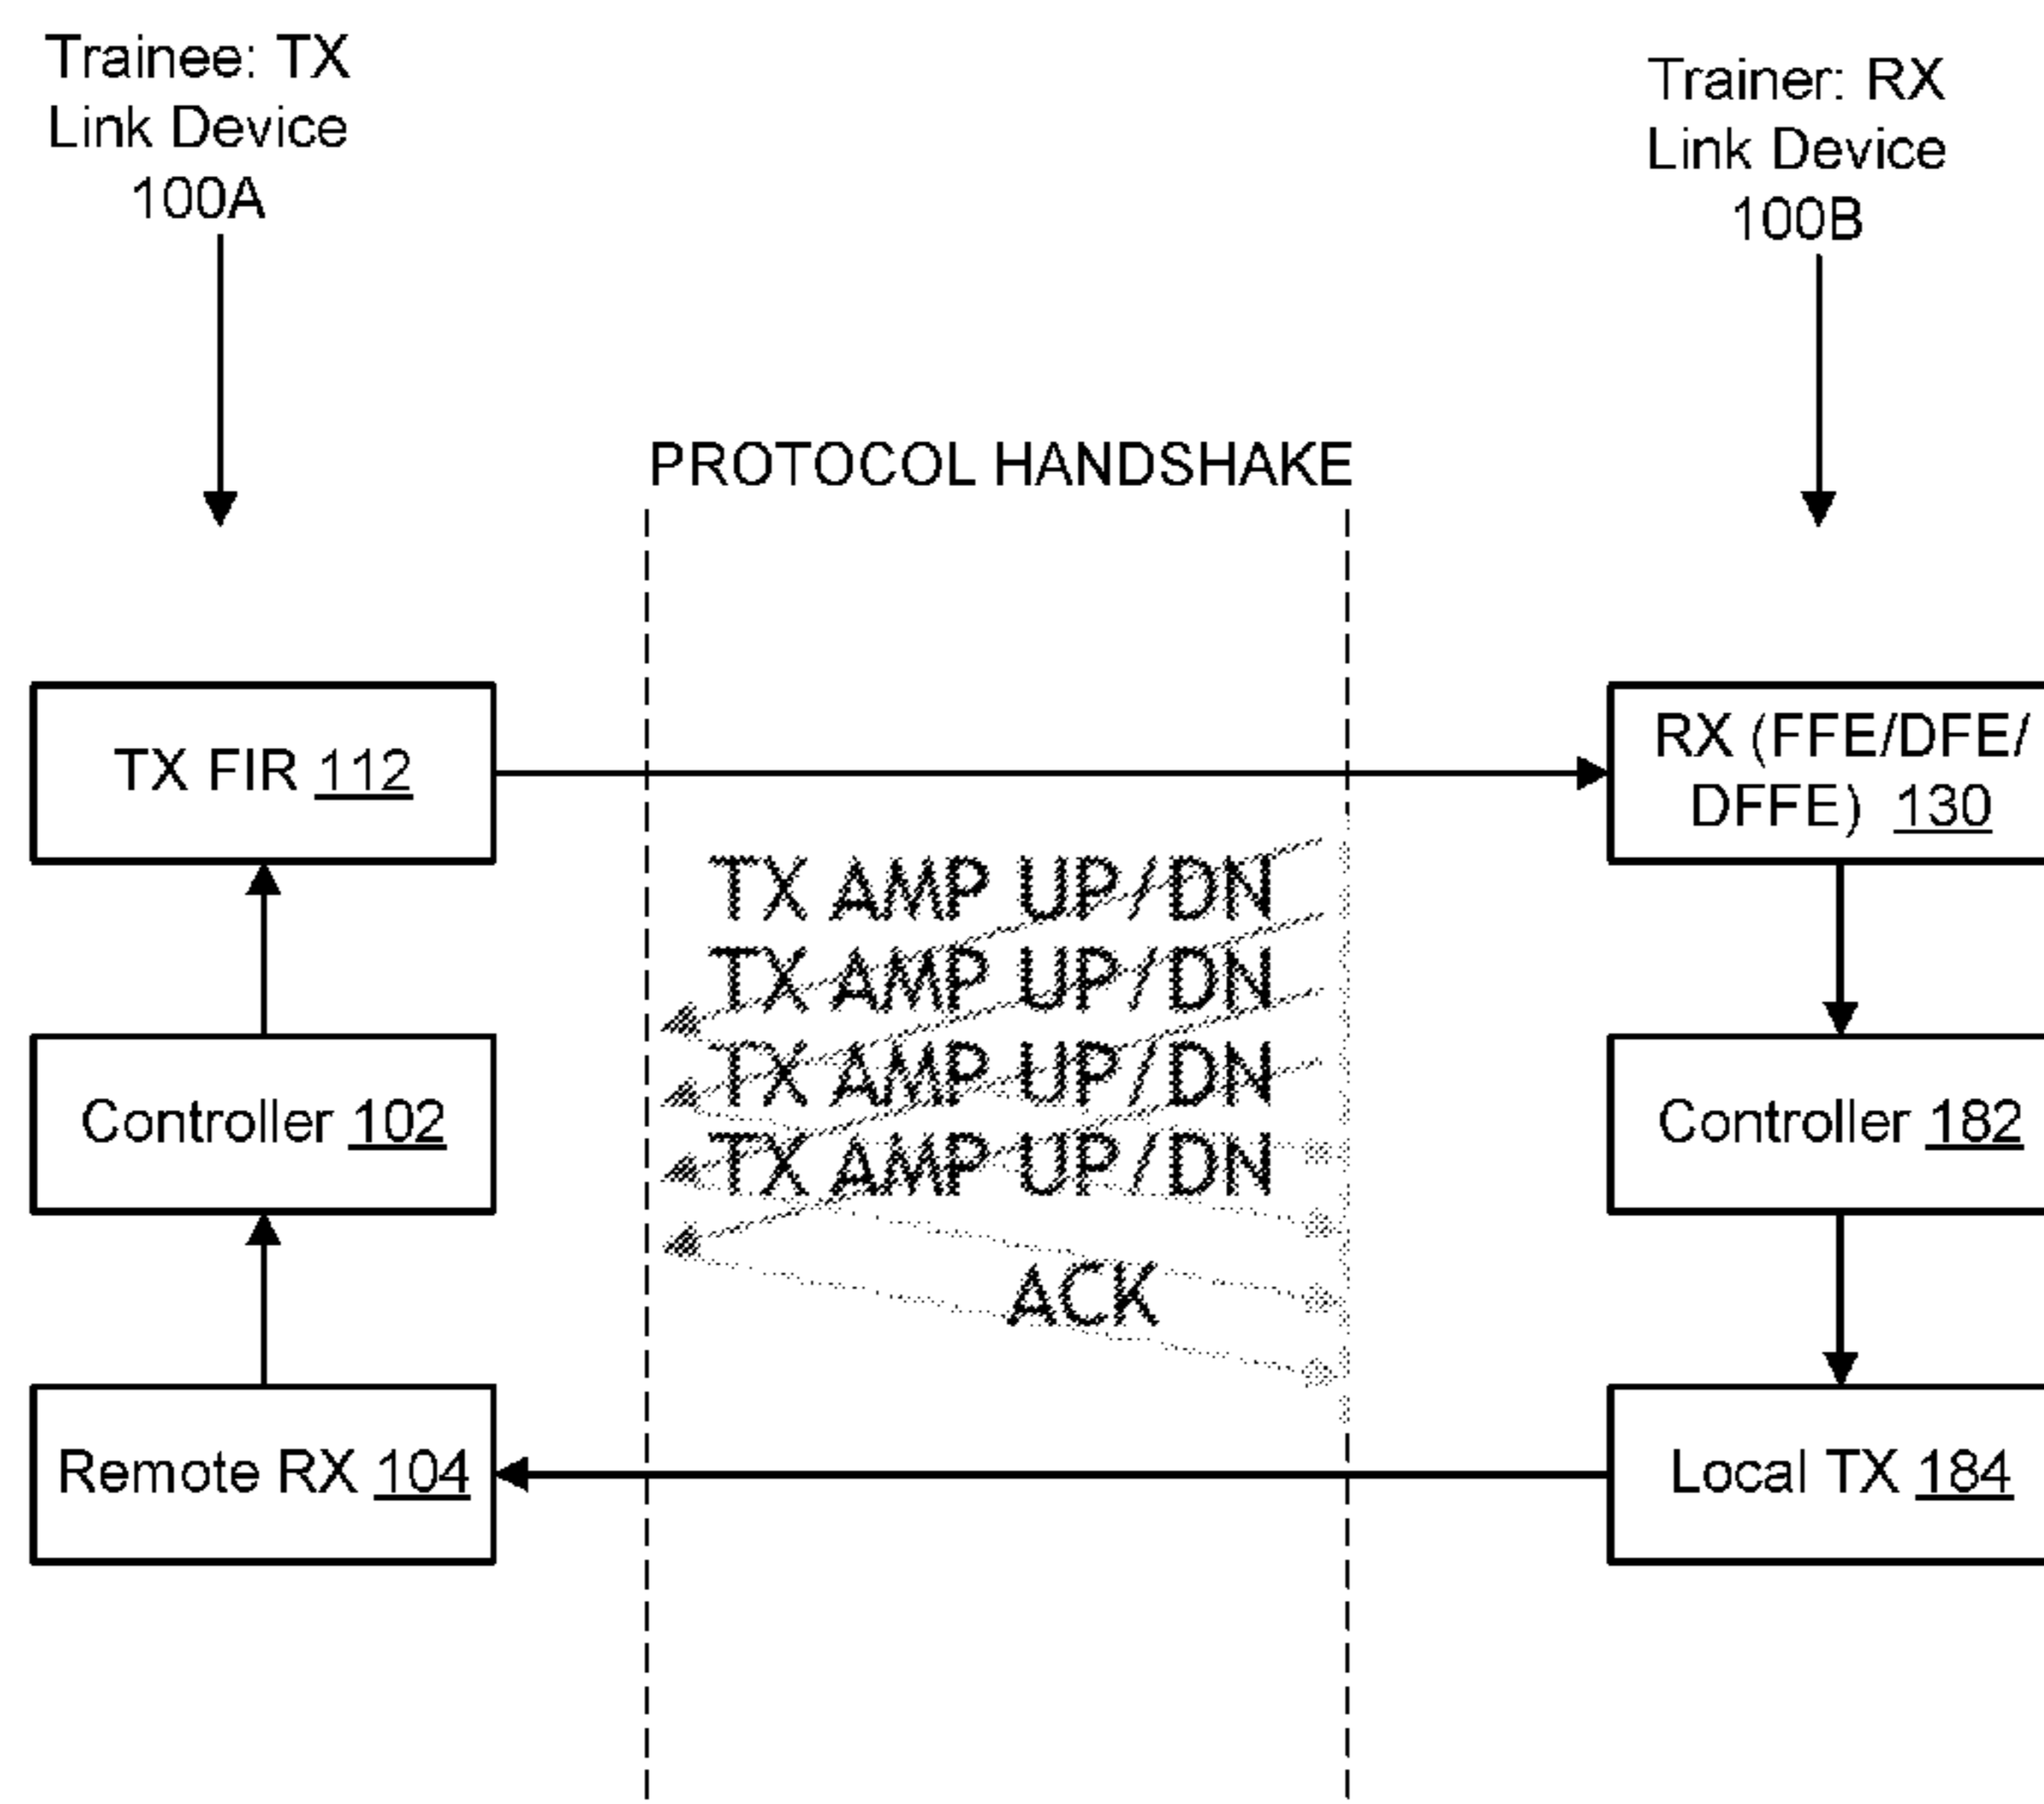 Trainee: TX
Link Device
100A
Trainer: RX
Link Device
100B
PROTOCOL HANDSHAKE
TX FIR 112
RX (FFE/DFE/
DFFE) 130
TX AMP UP/DN
TX AMP UP/DN
TX AMP UP/DN
TX AMP UP/DN
Controller 102
Controller 182
ACK
Remote RX 104
Local TX 184